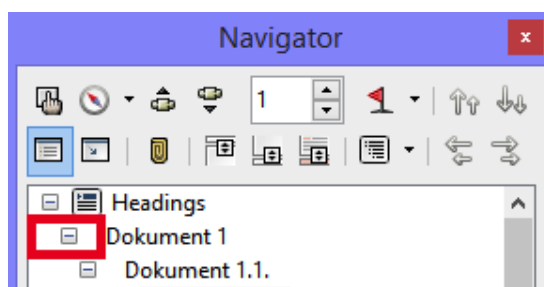 Navigator
x
1
Headings
Dokument 1
Dokument 1.1.